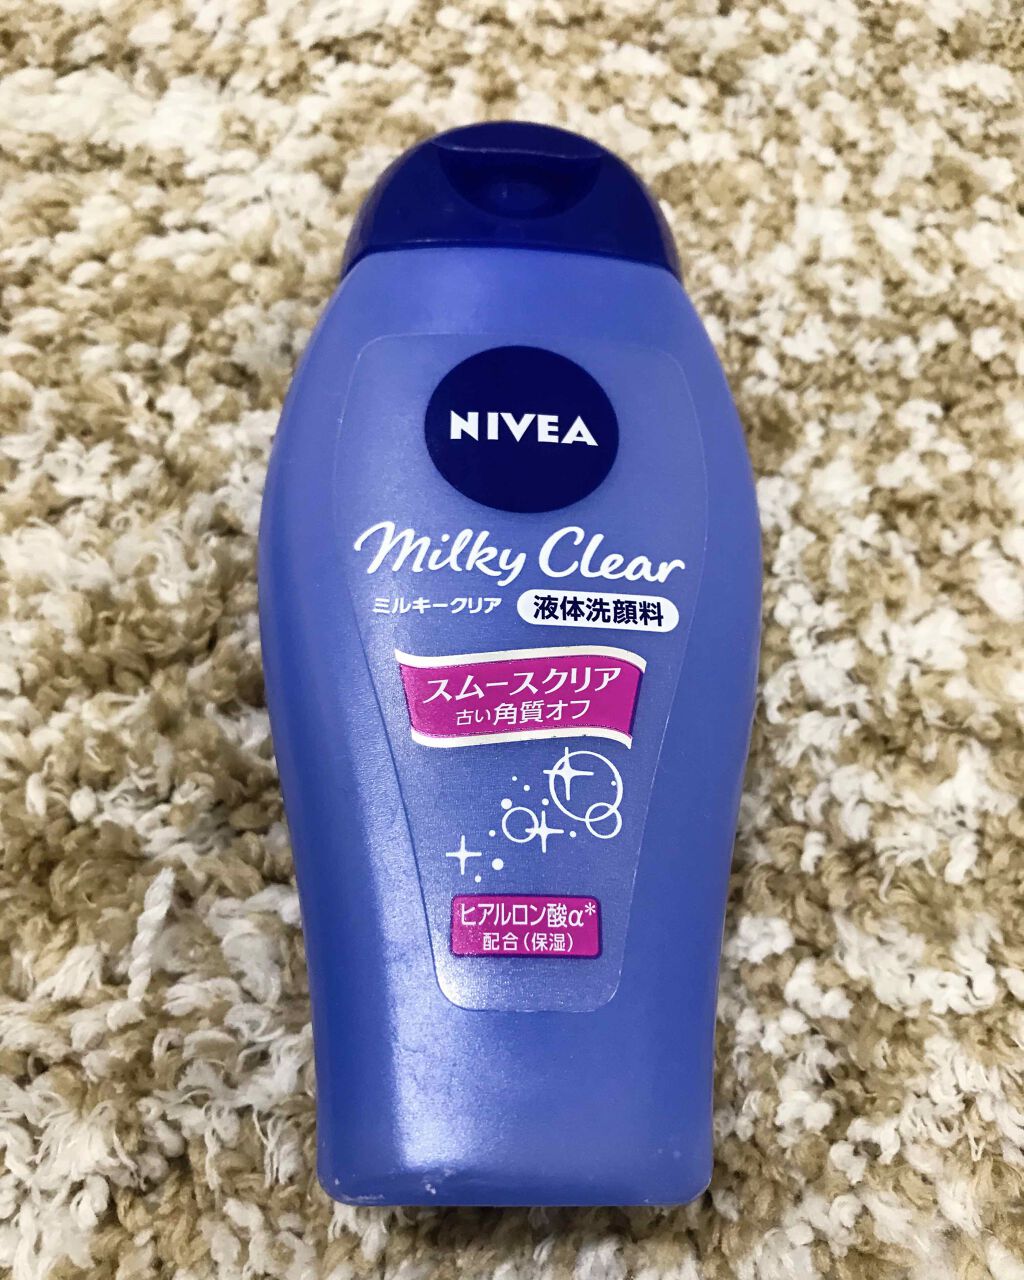 NIVEA
Milky Clear
ミルキークリア 液体洗顔料
スムースクリア
古い角質オフ
ヒアルロン酸α*
配合(保湿)